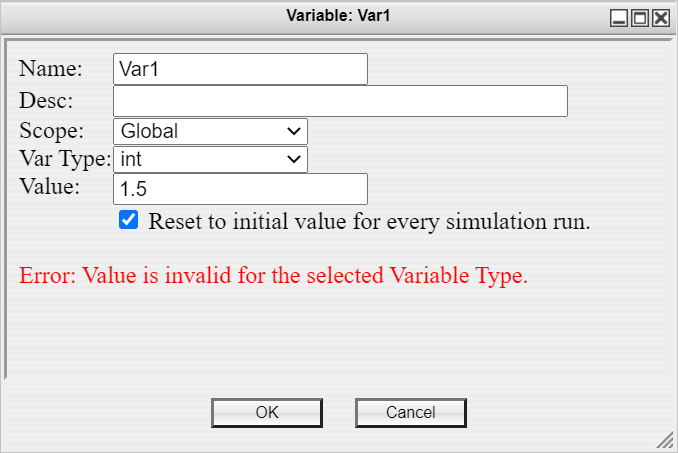 Variable: Var1
Name: Var1
Desc:
Scope: Global
Var Type: int
Value: 1.5
Reset to initial value for every simulation run.
Error: Value is invalid for the selected Variable Type.
OK Cancel